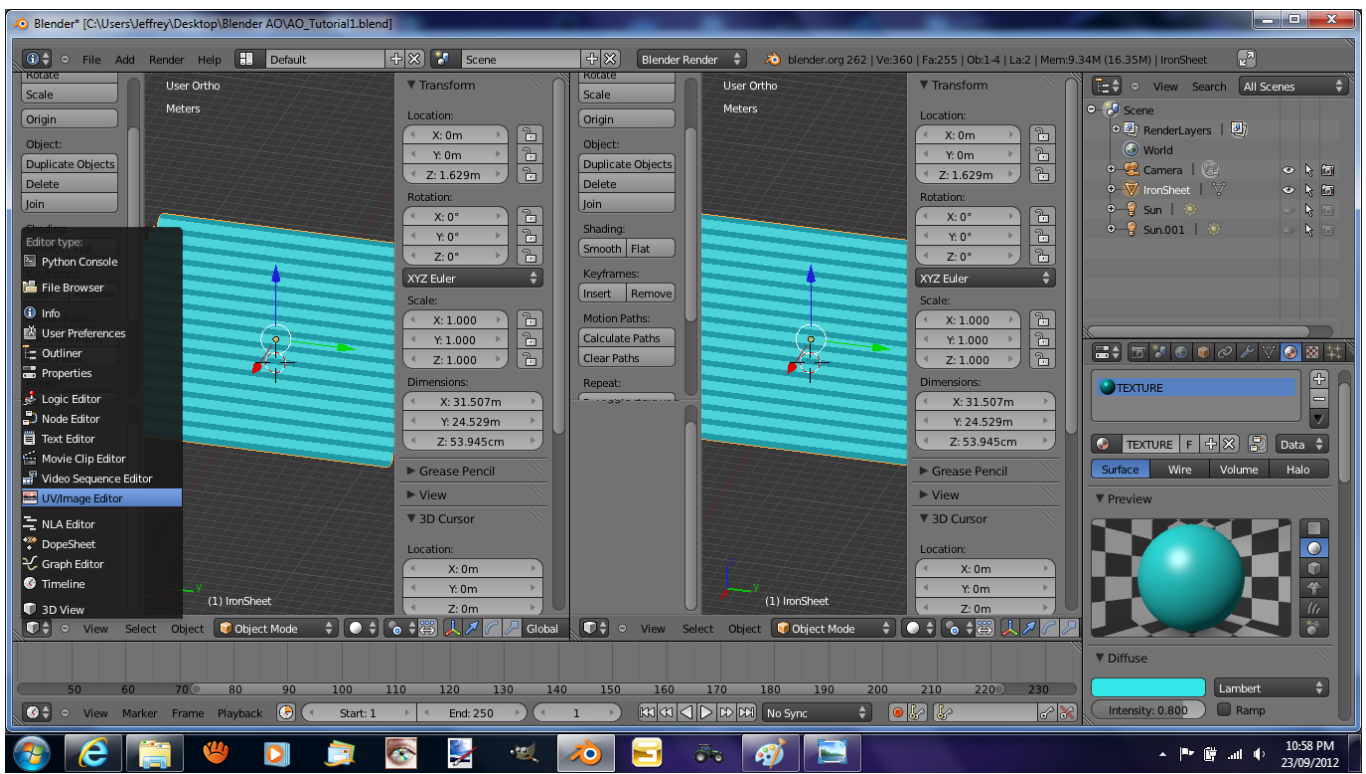 Blender* [C:\Users\Jeffrey\Desktop\Blender AO\AO_Tutorial1.blend]
File Add Render Help Default Scene Blender Render blender.org 262 | Ve:360 | Fa:255 | Ob:1-4 | La:2 | Mem:9.34M (16.35M) | IronSheet
Rotate
Scale
Origin
Object:
Duplicate Objects
Delete
Join
Editor type:
Python Console
File Browser
Info
User Preferences
Outliner
Properties
Logic Editor
Node Editor
Text Editor
Movie Clip Editor
Video Sequence Editor
UV/Image Editor
NLA Editor
DopeSheet
Graph Editor
Timeline
3D View
User Ortho
Meters
y
(1) IronSheet
Transform
Location:
X: 0m
Y: 0m
Z: 1.629m
Rotation:
X: 0°
Y: 0°
Z: 0°
XYZ Euler
Scale:
X: 1.000
Y: 1.000
Z: 1.000
Dimensions:
X: 31.507m
Y: 24.529m
Z: 53.945cm
Grease Pencil
View
3D Cursor
Location:
X: 0m
Y: 0m
Z: 0m
View Select Object Object Mode Global
Rotate
Scale
Origin
Object:
Duplicate Objects
Delete
Join
Shading:
Smooth Flat
Keyframes:
Insert Remove
Motion Paths:
Calculate Paths
Clear Paths
Repeat:
User Ortho
Meters
y
(1) IronSheet
Transform
Location:
X: 0m
Y: 0m
Z: 1.629m
Rotation:
X: 0°
Y: 0°
Z: 0°
XYZ Euler
Scale:
X: 1.000
Y: 1.000
Z: 1.000
Dimensions:
X: 31.507m
Y: 24.529m
Z: 53.945cm
Grease Pencil
View
3D Cursor
Location:
X: 0m
Y: 0m
Z: 0m
View Select Object Object Mode
View Search All Scenes
Scene
RenderLayers
World
Camera
IronSheet
Sun
Sun.001
TEXTURE
TEXTURE F Data
Surface Wire Volume Halo
Preview
Diffuse
Lambert
Intensity: 0.800 Ramp
50 60 70 80 90 100 110 120 130 140 150 160 170 180 190 200 210 220 230
View Marker Frame Playback Start: 1 End: 250 1 No Sync
10:58 PM
23/09/2012